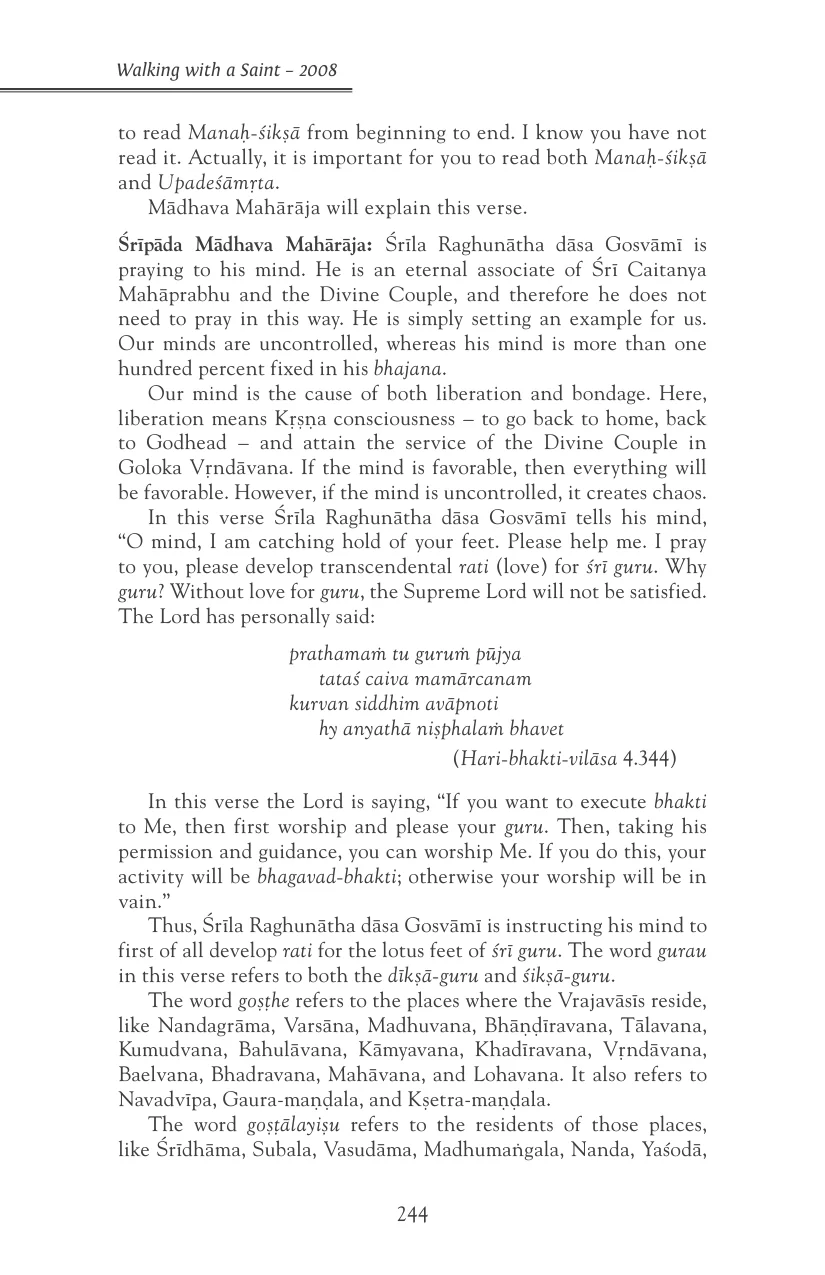 Walking with a Saint – 2008
to read Manaḥ-śikṣā from beginning to end. I know you have not
read it. Actually, it is important for you to read both Manaḥ-śikṣā
and Upadeśāmṛta.
Mādhava Mahārāja will explain this verse.
Śrīpāda Mādhava Mahārāja: Śrīla Raghunātha dāsa Gosvāmī is
praying to his mind. He is an eternal associate of Śrī Caitanya
Mahāprabhu and the Divine Couple, and therefore he does not
need to pray in this way. He is simply setting an example for us.
Our minds are uncontrolled, whereas his mind is more than one
hundred percent fixed in his bhajana.
Our mind is the cause of both liberation and bondage. Here,
liberation means Kṛṣṇa consciousness – to go back to home, back
to Godhead – and attain the service of the Divine Couple in
Goloka Vṛndāvana. If the mind is favorable, then everything will
be favorable. However, if the mind is uncontrolled, it creates chaos.
In this verse Śrīla Raghunātha dāsa Gosvāmī tells his mind,
“O mind, I am catching hold of your feet. Please help me. I pray
to you, please develop transcendental rati (love) for śrī guru. Why
guru? Without love for guru, the Supreme Lord will not be satisfied.
The Lord has personally said:
prathamaṁ tu guruṁ pūjya
tataś caiva mamārcanam
kurvan siddhim avāpnoti
hy anyathā niṣphalaṁ bhavet
(Hari-bhakti-vilāsa 4.344)
In this verse the Lord is saying, “If you want to execute bhakti
to Me, then first worship and please your guru. Then, taking his
permission and guidance, you can worship Me. If you do this, your
activity will be bhagavad-bhakti; otherwise your worship will be in
vain.”
Thus, Śrīla Raghunātha dāsa Gosvāmī is instructing his mind to
first of all develop rati for the lotus feet of śrī guru. The word gurau
in this verse refers to both the dīkṣā-guru and śikṣā-guru.
The word goṣṭhe refers to the places where the Vrajavāsīs reside,
like Nandagrāma, Varsāna, Madhuvana, Bhāṇḍīravana, Tālavana,
Kumudvana, Bahulāvana, Kāmyavana, Khadīravana, Vṛndāvana,
Baelvana, Bhadravana, Mahāvana, and Lohavana. It also refers to
Navadvīpa, Gaura-maṇḍala, and Kṣetra-maṇḍala.
The word goṣṭālayiṣu refers to the residents of those places,
like Śrīdhāma, Subala, Vasudāma, Madhumaṅgala, Nanda, Yaśodā,
244